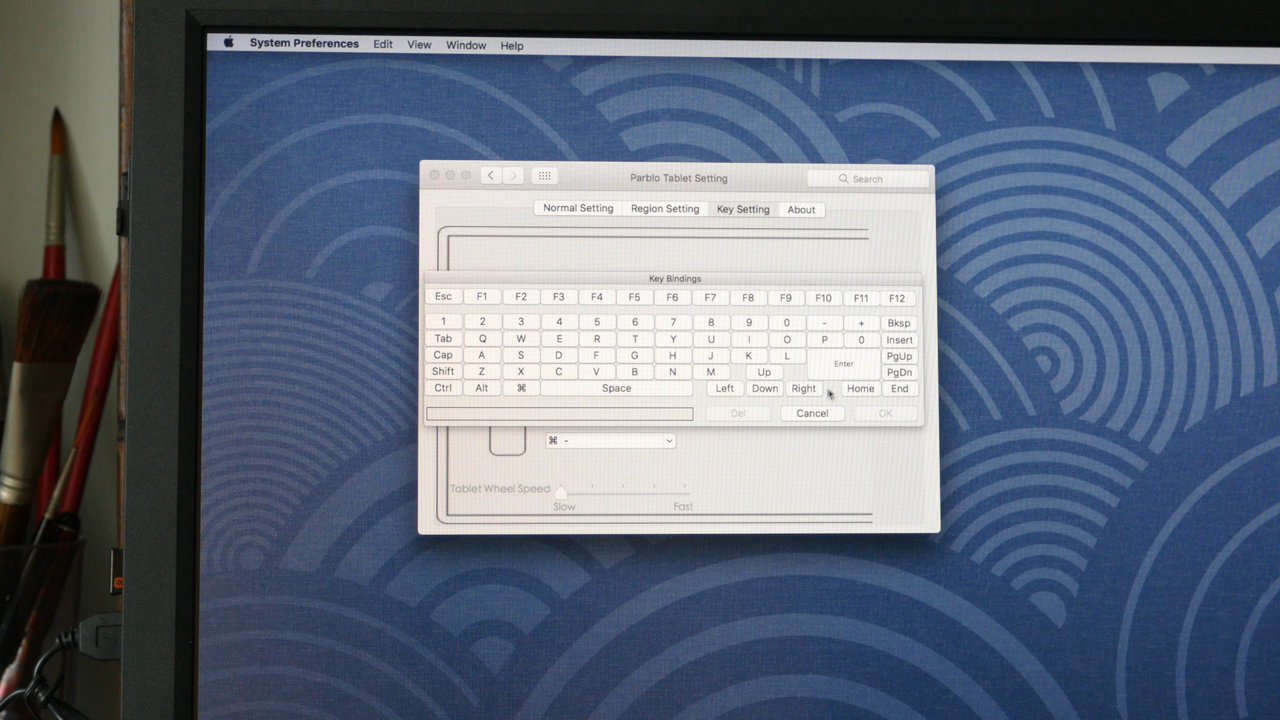 System Preferences Edit View Window Help
Parblo Tablet Setting
Search
Normal Setting Region Setting Key Setting About
Key Bindings
Esc F1 F2 F3 F4 F5 F6 F7 F8 F9 F10 F11 F12
1 2 3 4 5 6 7 8 9 0 - + Bksp
Tab Q W E R T Y U I O P 0 Insert
Cap A S D F G H J K L Enter PgUp
Shift Z X C V B N M Up PgDn
Ctrl Alt ⌘ Space Left Down Right Home End
Del Cancel OK
⌘ -
Tablet Wheel Speed
Slow Fast